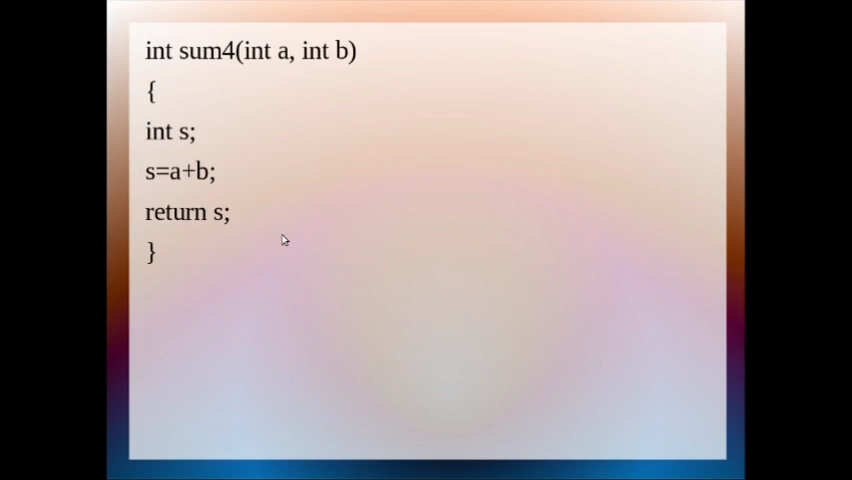 int sum4(int a, int b)
{
int s;
s=a+b;
return s;
}